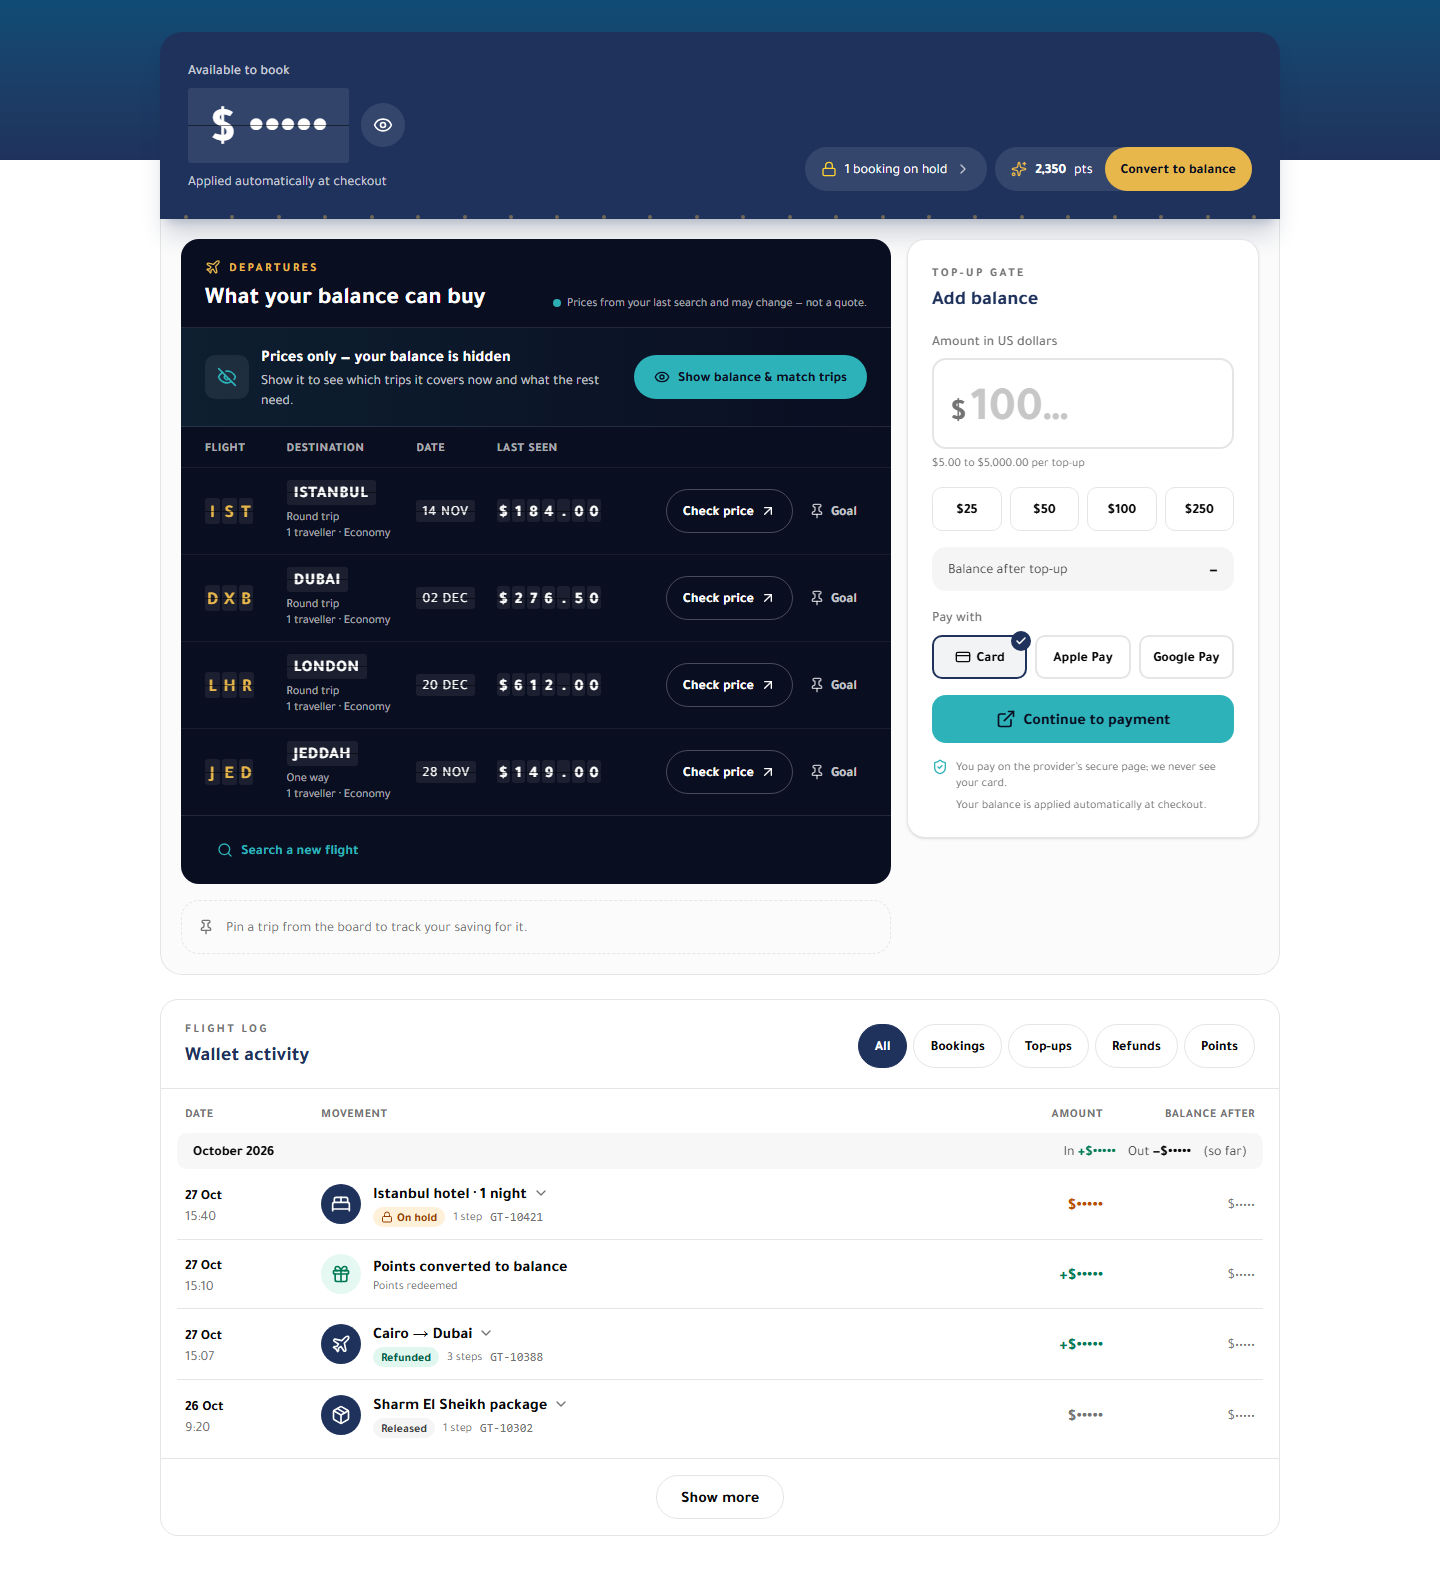 Available to book
$ •••••
Applied automatically at checkout
1 booking on hold
2,350 pts
Convert to balance
DEPARTURES
What your balance can buy
Prices from your last search and may change – not a quote.
Prices only – your balance is hidden
Show it to see which trips it covers now and what the rest
need.
Show balance & match trips
FLIGHT DESTINATION DATE LAST SEEN
IST ISTANBUL 14 NOV $184.00 Check price Goal
Round trip
1 traveller · Economy
DXB DUBAI 02 DEC $276.50 Check price Goal
Round trip
1 traveller · Economy
LHR LONDON 20 DEC $612.00 Check price Goal
Round trip
1 traveller · Economy
JED JEDDAH 28 NOV $149.00 Check price Goal
One way
1 traveller · Economy
Search a new flight
Pin a trip from the board to track your saving for it.
TOP-UP GATE
Add balance
Amount in US dollars
$ 100...
$5.00 to $5,000.00 per top-up
$25 $50 $100 $250
Balance after top-up –
Pay with
Card Apple Pay Google Pay
Continue to payment
You pay on the provider's secure page; we never see
your card.
Your balance is applied automatically at checkout.
FLIGHT LOG
Wallet activity
All Bookings Top-ups Refunds Points
DATE MOVEMENT AMOUNT BALANCE AFTER
October 2026 In +$••••• Out –$••••• (so far)
27 Oct Istanbul hotel · 1 night $••••• $•••••
15:40 On hold 1 step GT-10421
27 Oct Points converted to balance +$••••• $•••••
15:10 Points redeemed
27 Oct Cairo → Dubai +$••••• $•••••
15:07 Refunded 3 steps GT-10388
26 Oct Sharm El Sheikh package $••••• $•••••
9:20 Released 1 step GT-10302
Show more